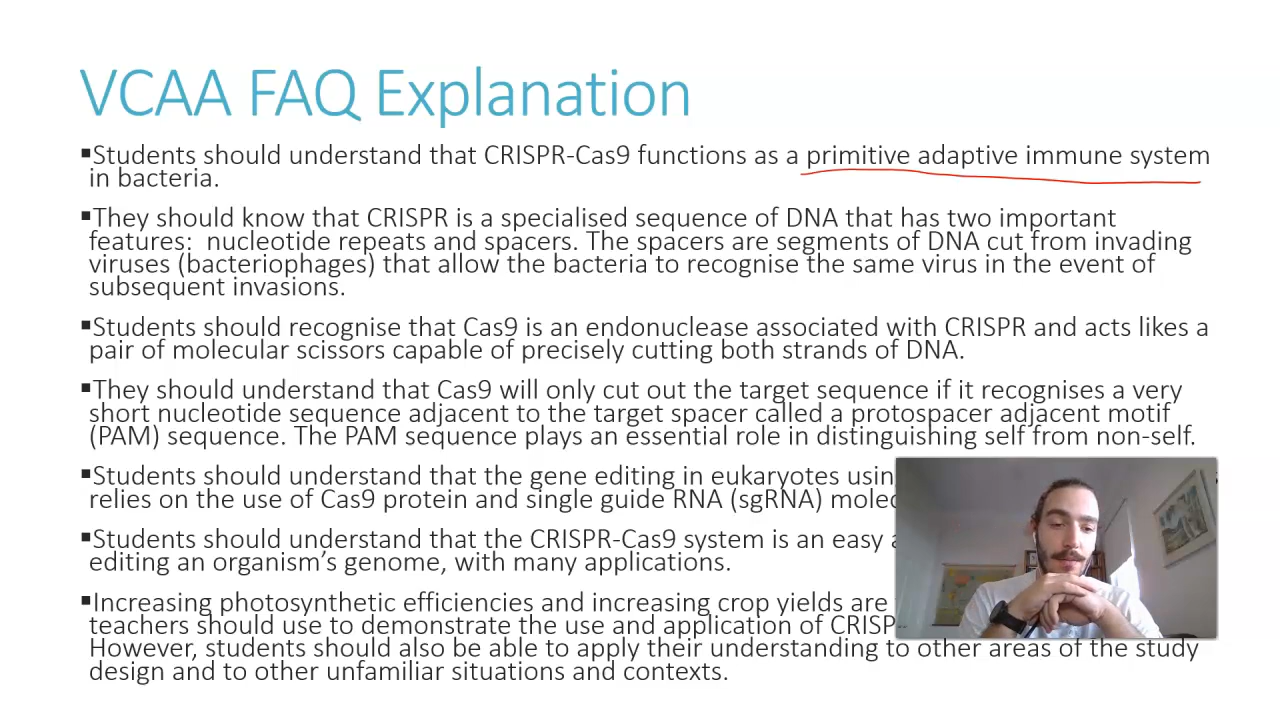 VCAA FAQ Explanation
▪Students should understand that CRISPR-Cas9 functions as a primitive adaptive immune system
in bacteria.
▪They should know that CRISPR is a specialised sequence of DNA that has two important
features:  nucleotide repeats and spacers. The spacers are segments of DNA cut from invading
viruses (bacteriophages) that allow the bacteria to recognise the same virus in the event of
subsequent invasions.
▪Students should recognise that Cas9 is an endonuclease associated with CRISPR and acts likes a
pair of molecular scissors capable of precisely cutting both strands of DNA.
▪They should understand that Cas9 will only cut out the target sequence if it recognises a very
short nucleotide sequence adjacent to the target spacer called a protospacer adjacent motif
(PAM) sequence. The PAM sequence plays an essential role in distinguishing self from non-self.
▪Students should understand that the gene editing in eukaryotes
relies on the use of Cas9 protein and single guide RNA (sgRNA)
▪Students should understand that the CRISPR-Cas9 system is an easy
editing an organism’s genome, with many applications.
▪Increasing photosynthetic efficiencies and increasing crop yields are
teachers should use to demonstrate the use and application of
However, students should also be able to apply their understanding to other areas of the study
design and to other unfamiliar situations and contexts.